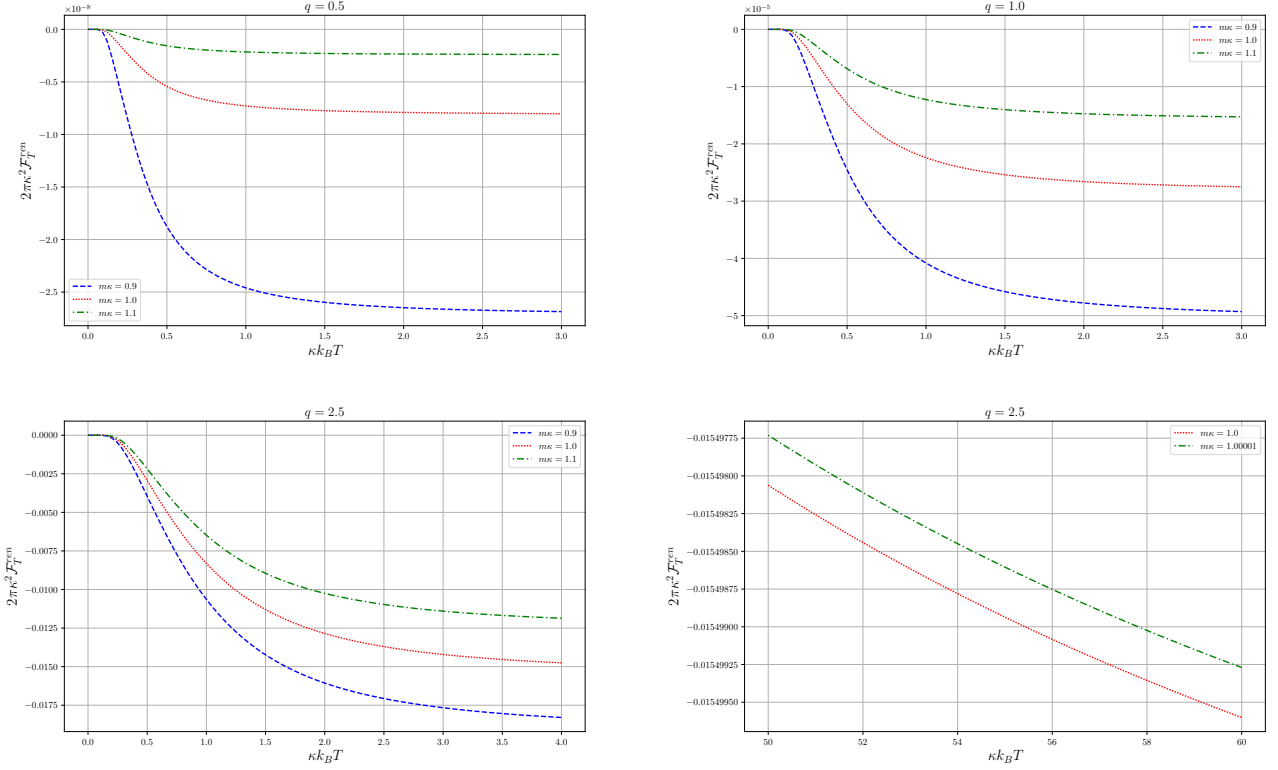 ×10⁻⁸
q = 0.5
0.0
−0.5
−1.0
−1.5
−2.0
−2.5
2πκ²ℱ_T^{ren}
mκ = 0.9
mκ = 1.0
mκ = 1.1
0.0 0.5 1.0 1.5 2.0 2.5 3.0
κk_BT
×10⁻⁵
q = 1.0
0
−1
−2
−3
−4
−5
2πκ²ℱ_T^{ren}
mκ = 0.9
mκ = 1.0
mκ = 1.1
0.0 0.5 1.0 1.5 2.0 2.5 3.0
κk_BT
q = 2.5
0.0000
−0.0025
−0.0050
−0.0075
−0.0100
−0.0125
−0.0150
−0.0175
2πκ²ℱ_T^{ren}
mκ = 0.9
mκ = 1.0
mκ = 1.1
0.0 0.5 1.0 1.5 2.0 2.5 3.0 3.5 4.0
κk_BT
q = 2.5
−0.01549775
−0.01549800
−0.01549825
−0.01549850
−0.01549875
−0.01549900
−0.01549925
−0.01549950
2πκ²ℱ_T^{ren}
mκ = 1.0
mκ = 1.00001
50 52 54 56 58 60
κk_BT